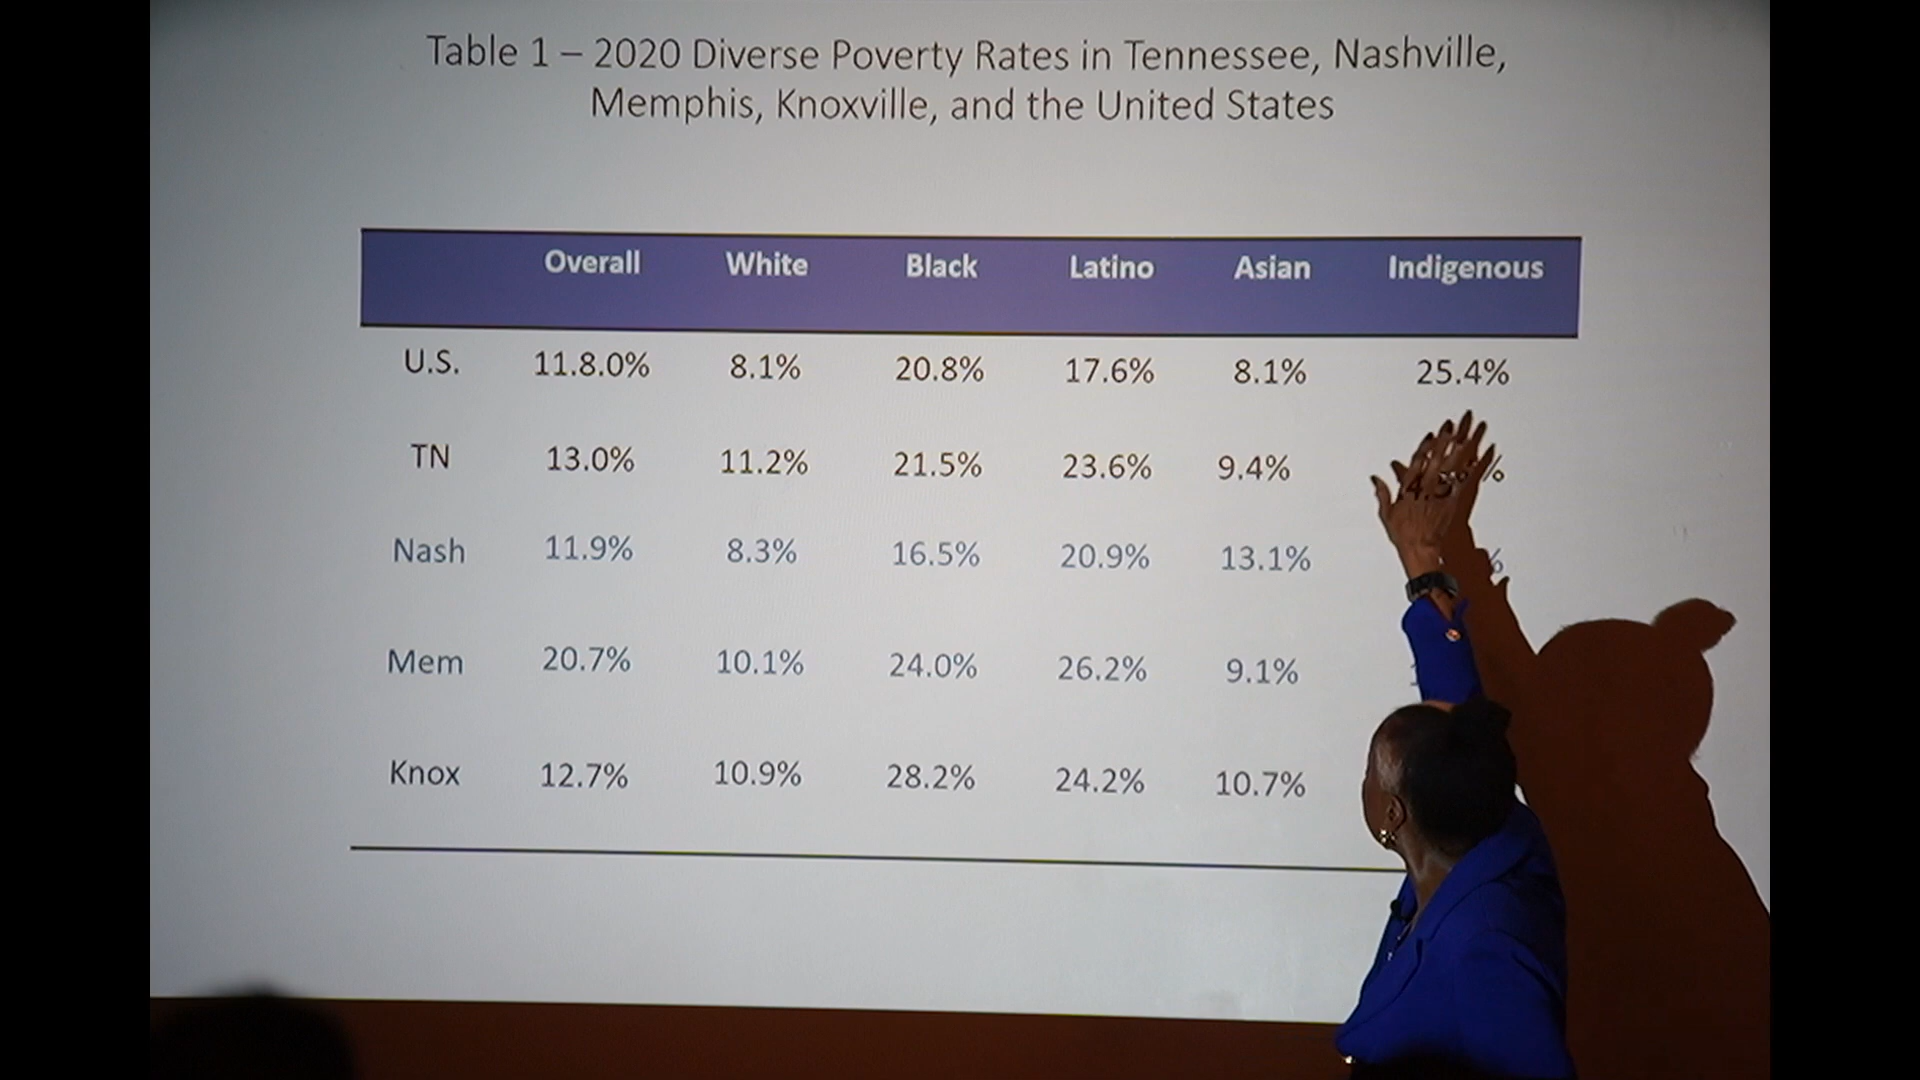 Table 1 – 2020 Diverse Poverty Rates in Tennessee, Nashville,
Memphis, Knoxville, and the United States
Overall White Black Latino Asian Indigenous
U.S. 11.8.0% 8.1% 20.8% 17.6% 8.1% 25.4%
TN 13.0% 11.2% 21.5% 23.6% 9.4%
Nash 11.9% 8.3% 16.5% 20.9% 13.1%
Mem 20.7% 10.1% 24.0% 26.2% 9.1%
Knox 12.7% 10.9% 28.2% 24.2% 10.7%